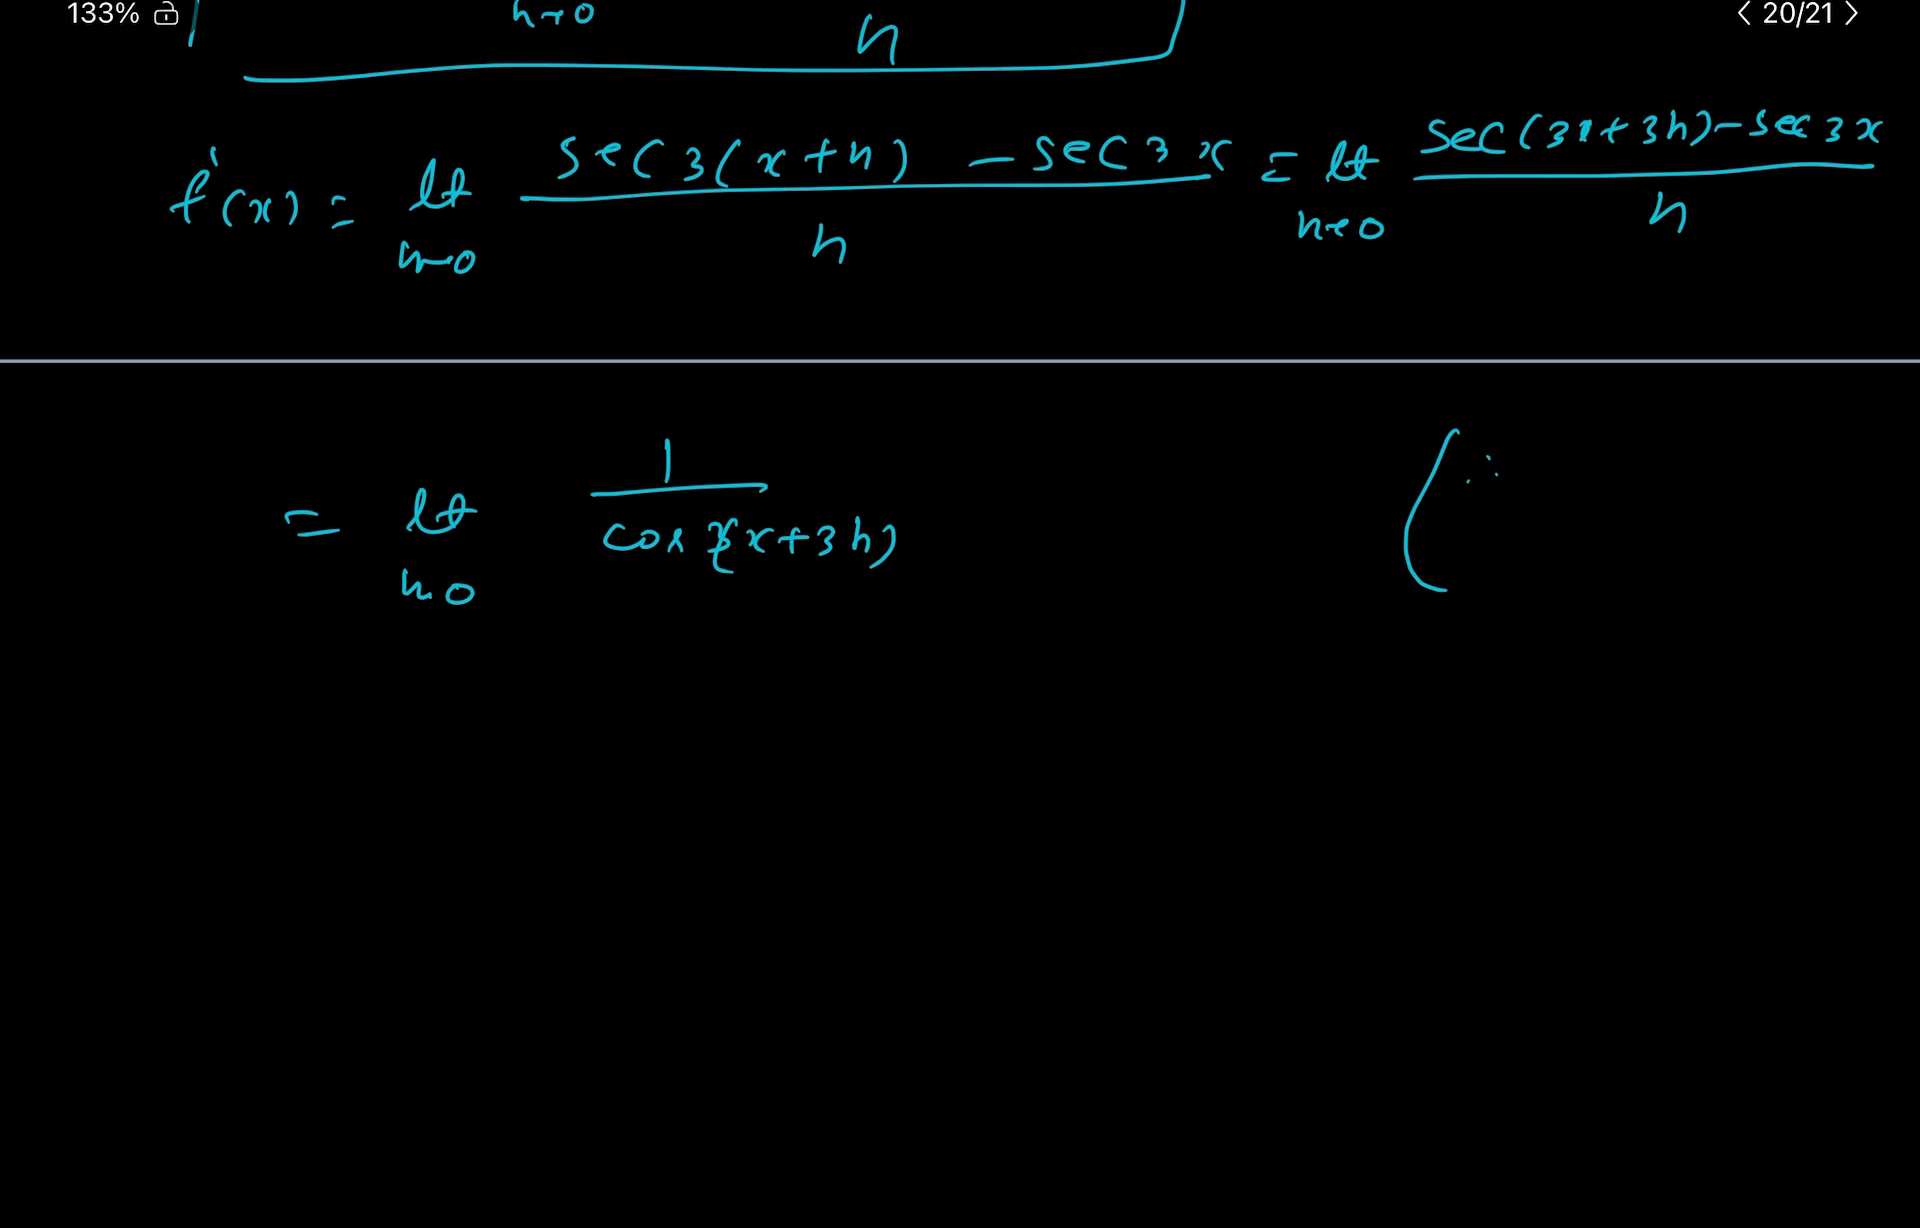 133% < 20/21 >
h→0 h
f'(x) = lt h→0 sec 3(x+h) - sec 3x / h = lt h→0 sec(3x+3h) - sec 3x / h
= lt h→0 1 / cos (3x+3h) ( ∵